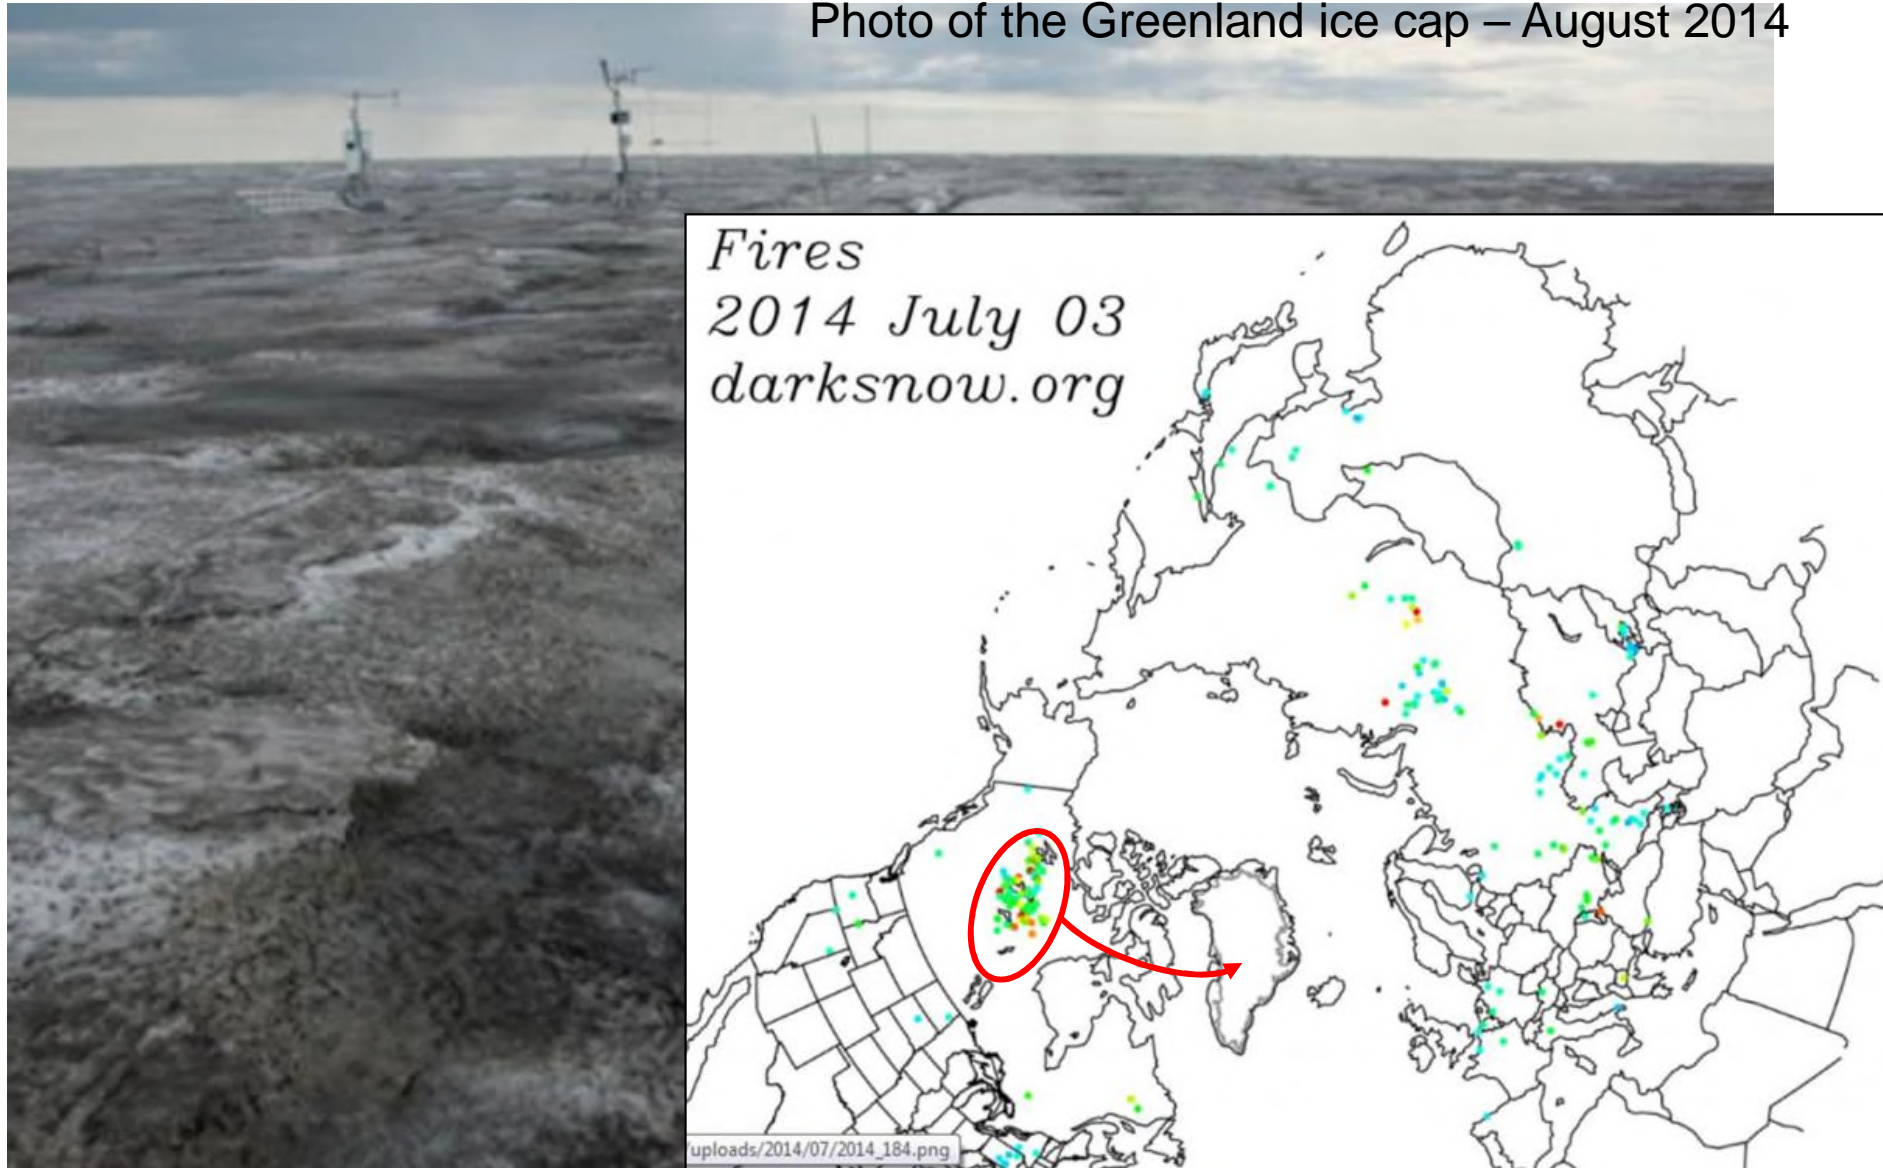 Photo of the Greenland ice cap – August 2014
Fires
2014 July 03
darksnow.org
/uploads/2014/07/2014_184.png